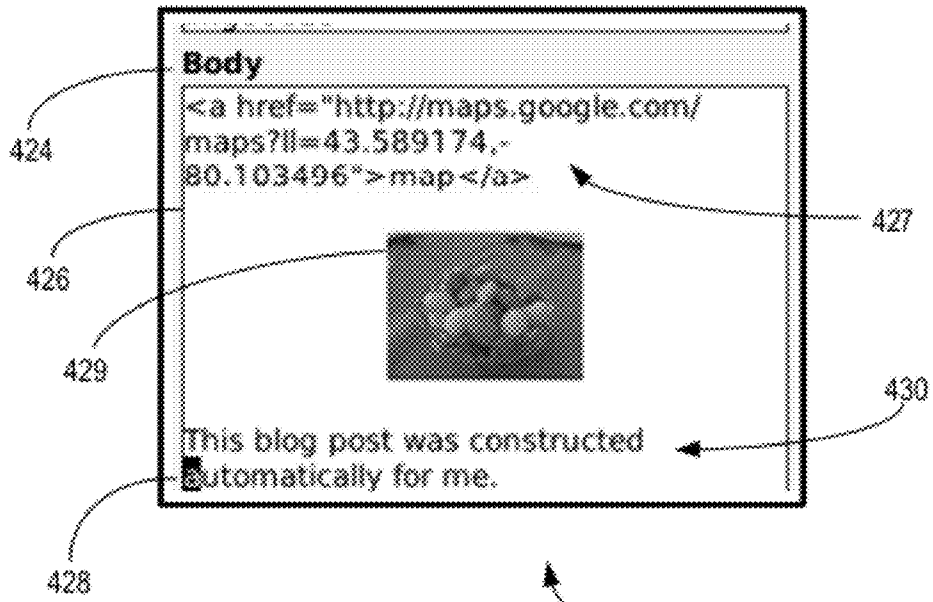 Body
<a href="http://maps.google.com/
maps?ll=43.589174,-
80.103496">map</a>
This blog post was constructed
automatically for me.
424
426
427
429
430
428